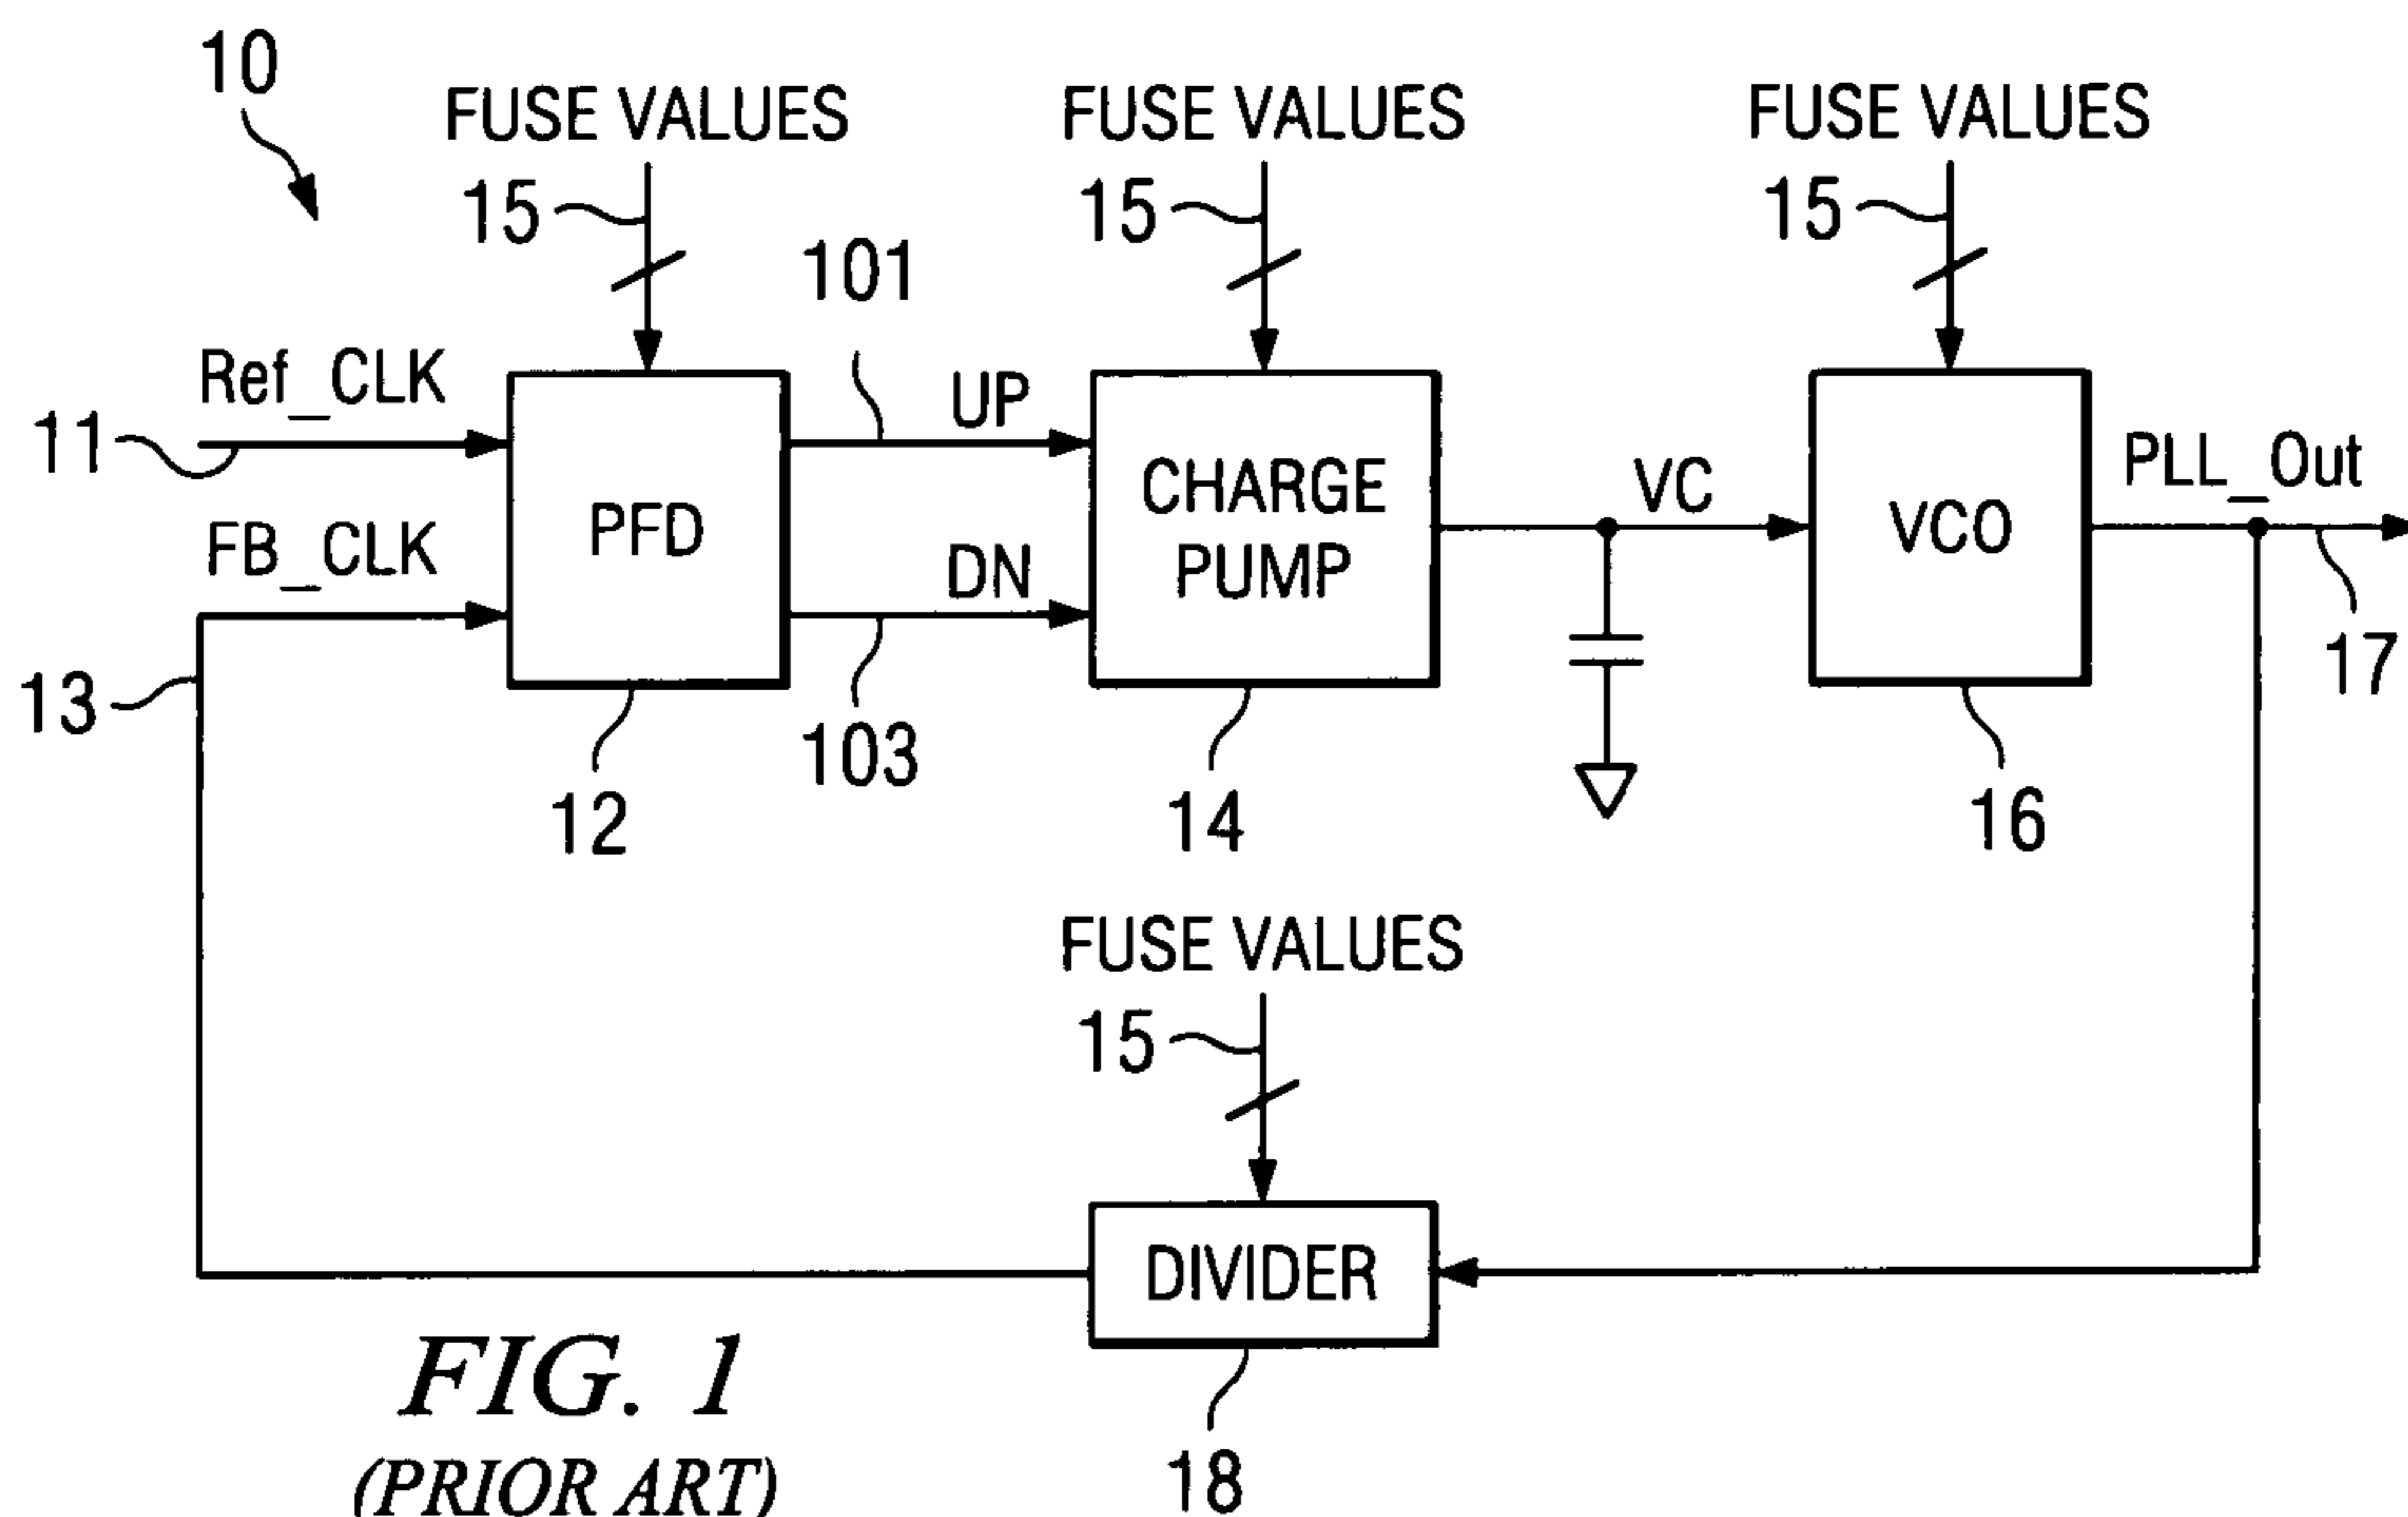 10
FUSE VALUES
FUSE VALUES
FUSE VALUES
15
15
15
101
Ref_CLK
UP
11
CHARGE
PUMP
VC
PLL_Out
PFD
VCO
FB_CLK
DN
13
17
103
12
14
16
FUSE VALUES
15
DIVIDER
FIG. 1
(PRIOR ART)
18